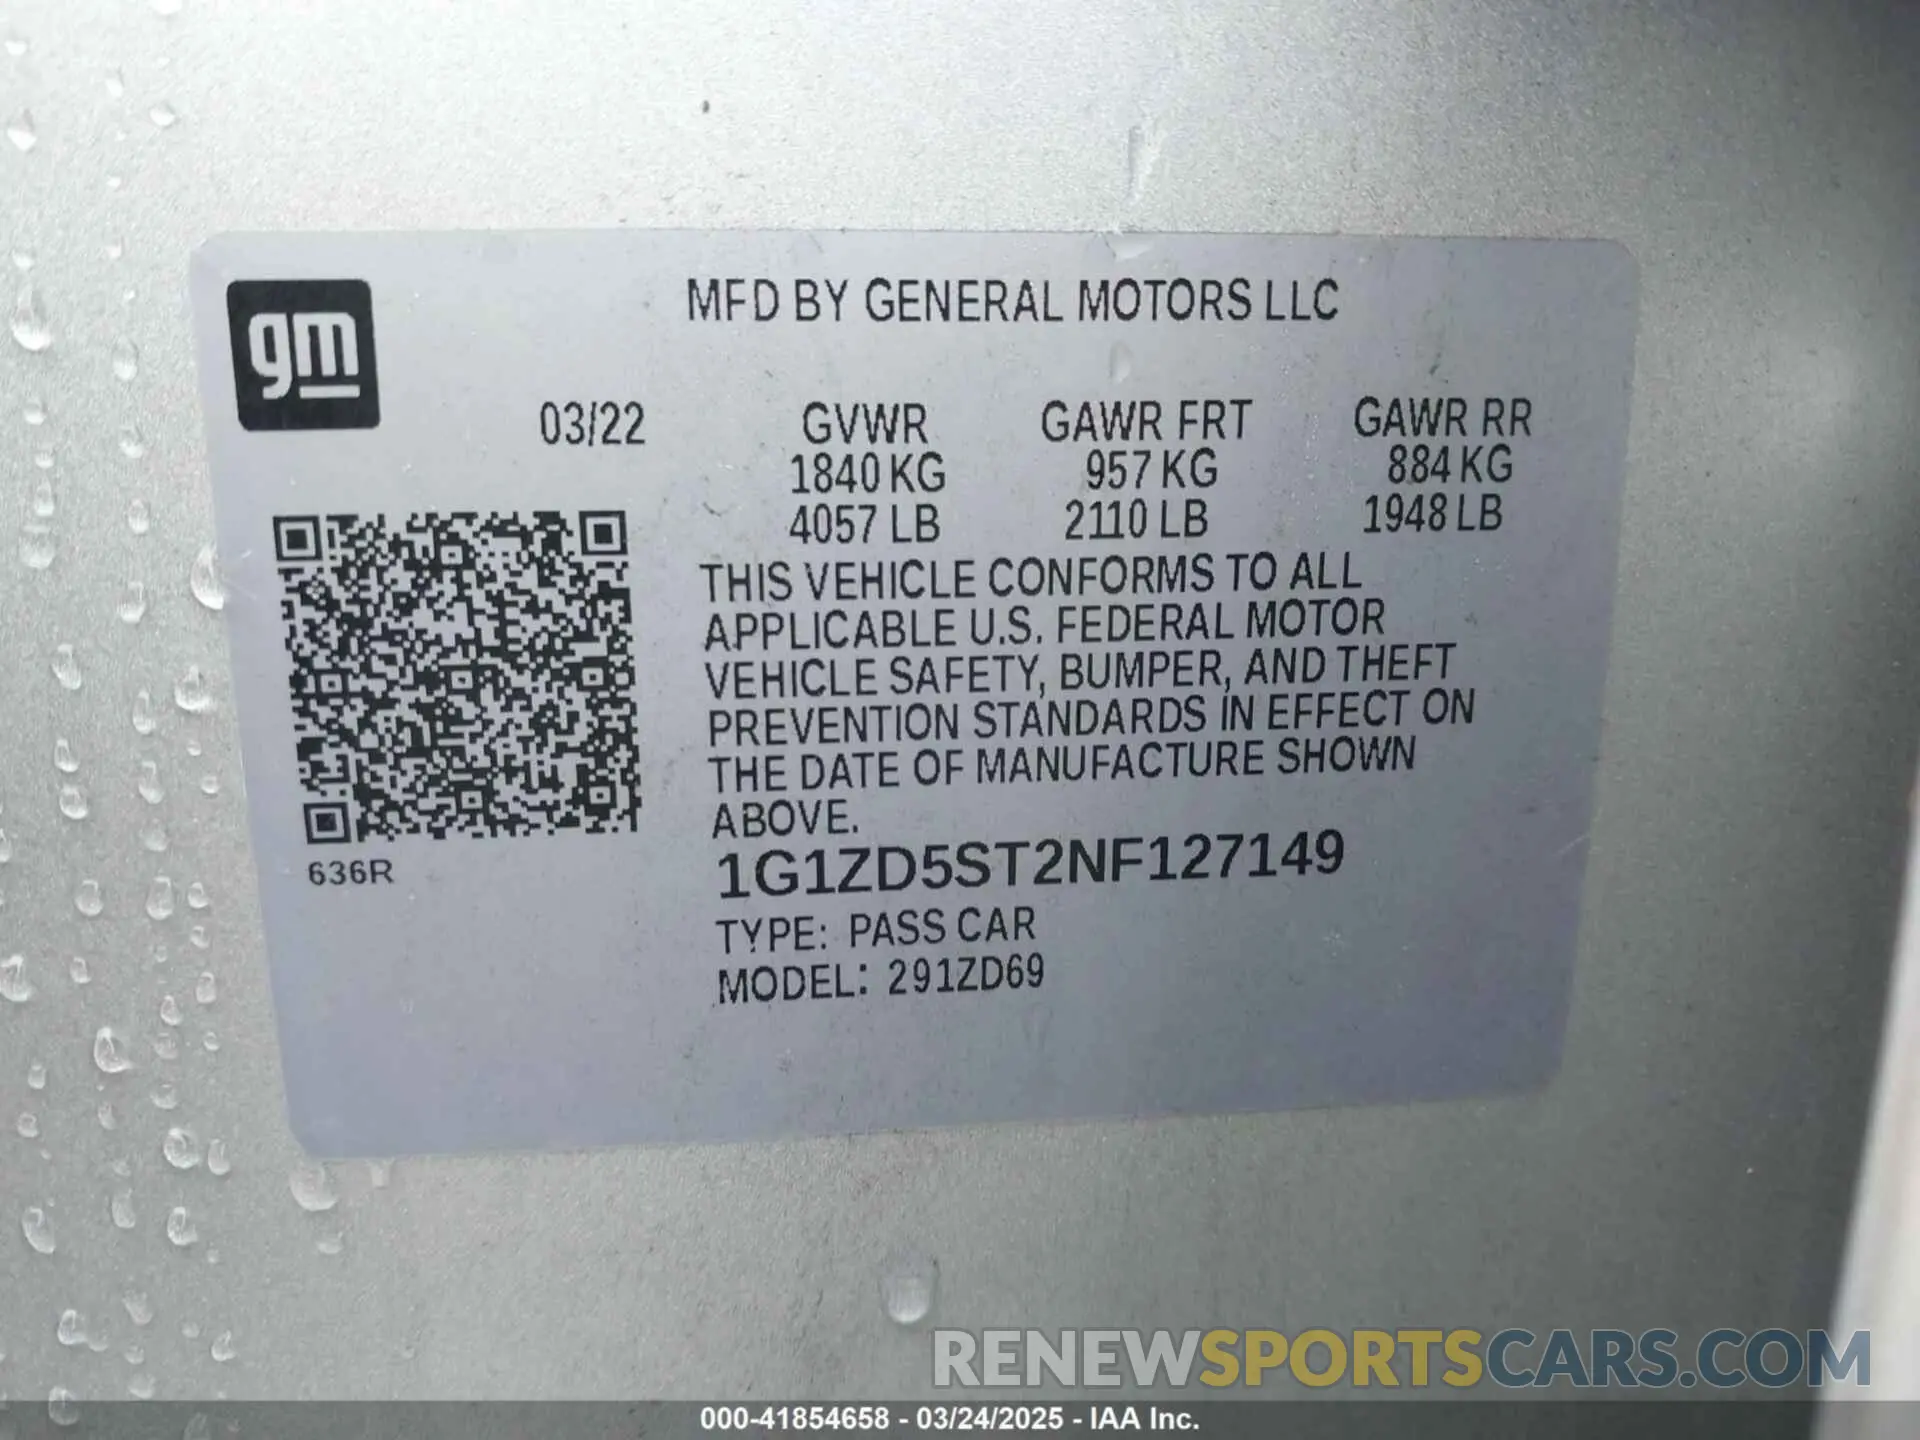 gm
MFD BY GENERAL MOTORS LLC
03/22
GVWR GAWR FRT GAWR RR
1840 KG 957 KG 884 KG
4057 LB 2110 LB 1948 LB
THIS VEHICLE CONFORMS TO ALL
APPLICABLE U.S. FEDERAL MOTOR
VEHICLE SAFETY, BUMPER, AND THEFT
PREVENTION STANDARDS IN EFFECT ON
THE DATE OF MANUFACTURE SHOWN
ABOVE.
636R
1G1ZD5ST2NF127149
TYPE: PASS CAR
MODEL: 291ZD69
RENEWSPORTSCARS.COM
000-41854658 - 03/24/2025 - IAA Inc.